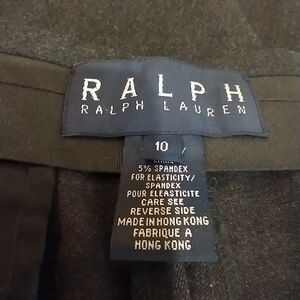 RALPH
RALPH LAUREN
10
5% SPANDEX
FOR ELASTICITY/
SPANDEX
POUR ELEASTICITE
CARE SEE
REVERSE SIDE
MADE IN HONG KONG
FABRIQUE A
HONG KONG